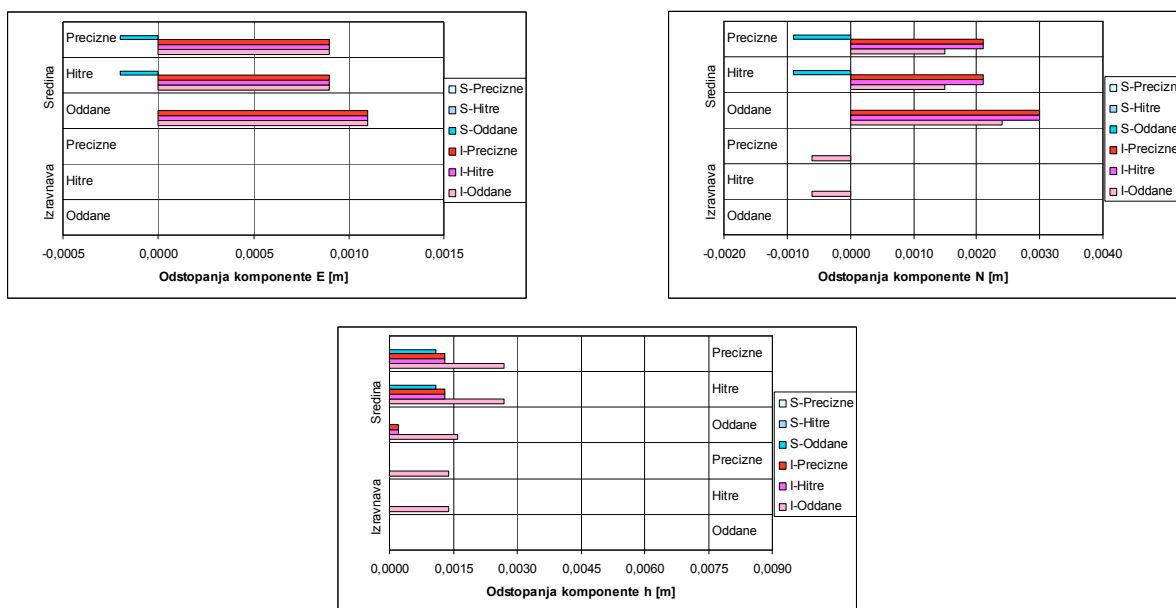 Sredina
Izravnava
Precizne
Hitre
Oddane
Precizne
Hitre
Oddane
-0,0005 0,0000 0,0005 0,0010 0,0015
Odstopanja komponente E [m]
S-Precizne
S-Hitre
S-Oddane
I-Precizne
I-Hitre
I-Oddane
Sredina
Izravnava
Precizne
Hitre
Oddane
Precizne
Hitre
Oddane
-0,0020 -0,0010 0,0000 0,0010 0,0020 0,0030 0,0040
Odstopanja komponente N [m]
S-Precizne
S-Hitre
S-Oddane
I-Precizne
I-Hitre
I-Oddane
Sredina
Izravnava
Precizne
Hitre
Oddane
Precizne
Hitre
Oddane
0,0000 0,0015 0,0030 0,0045 0,0060 0,0075 0,0090
Odstopanja komponente h [m]
S-Precizne
S-Hitre
S-Oddane
I-Precizne
I-Hitre
I-Oddane